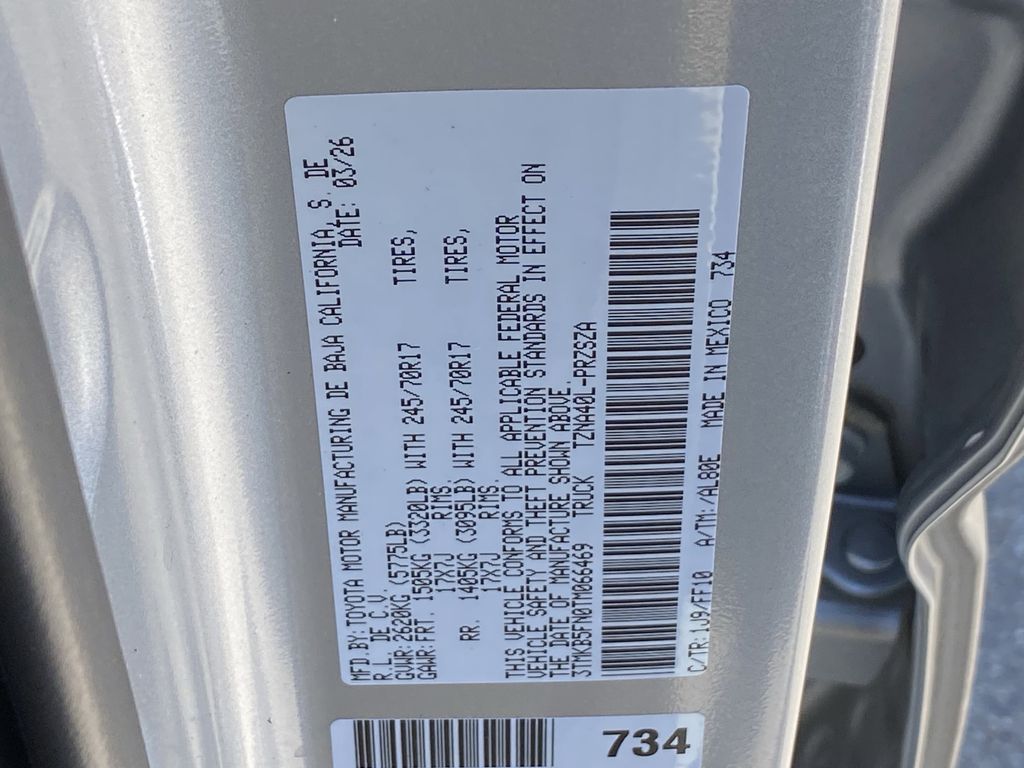 MFD BY: TOYOTA MOTOR MANUFACTURING DE BAJA CALIFORNIA, S. DE
R.L. DE C.V. DATE: 03/26
GVWR: 2620KG (5775LB)
GAWR: FRT. 1505KG (3320LB) WITH 245/70R17 TIRES,
17X7J RIMS.
RR. 1405KG (3095LB) WITH 245/70R17 TIRES,
17X7J RIMS.
THIS VEHICLE CONFORMS TO ALL APPLICABLE FEDERAL MOTOR
VEHICLE SAFETY AND THEFT PREVENTION STANDARDS IN EFFECT ON
THE DATE OF MANUFACTURE SHOWN ABOVE.
3TMKB5FN0TM066469 TRUCK TZNA40L-PRZSZA
C/TR:1J9/FF10 A/TM:/AL80E MADE IN MEXICO 734
734